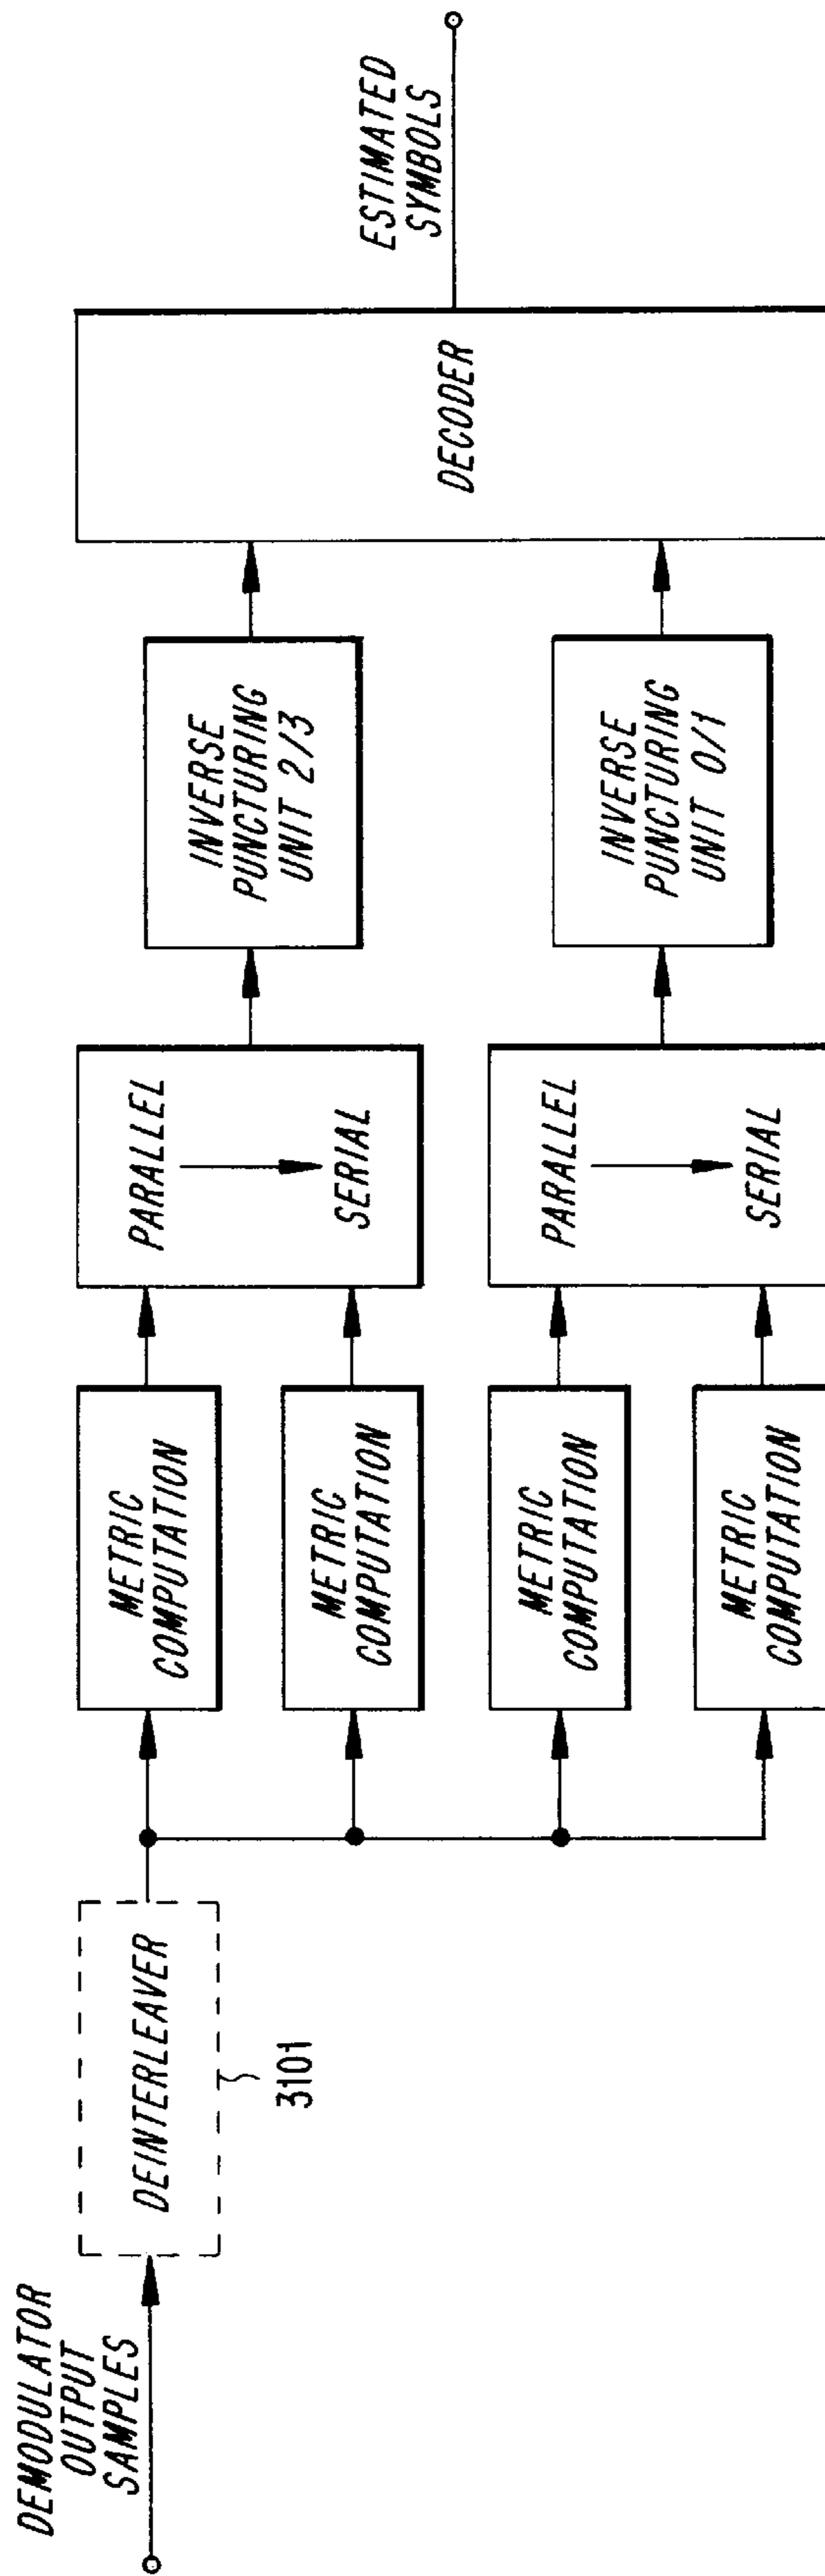 DEMODULATOR
OUTPUT
SAMPLES
DEINTERLEAVER
3101
METRIC
COMPUTATION
METRIC
COMPUTATION
METRIC
COMPUTATION
METRIC
COMPUTATION
PARALLEL
SERIAL
PARALLEL
SERIAL
INVERSE
PUNCTURING
UNIT 2/3
INVERSE
PUNCTURING
UNIT 0/1
DECODER
ESTIMATED
SYMBOLS